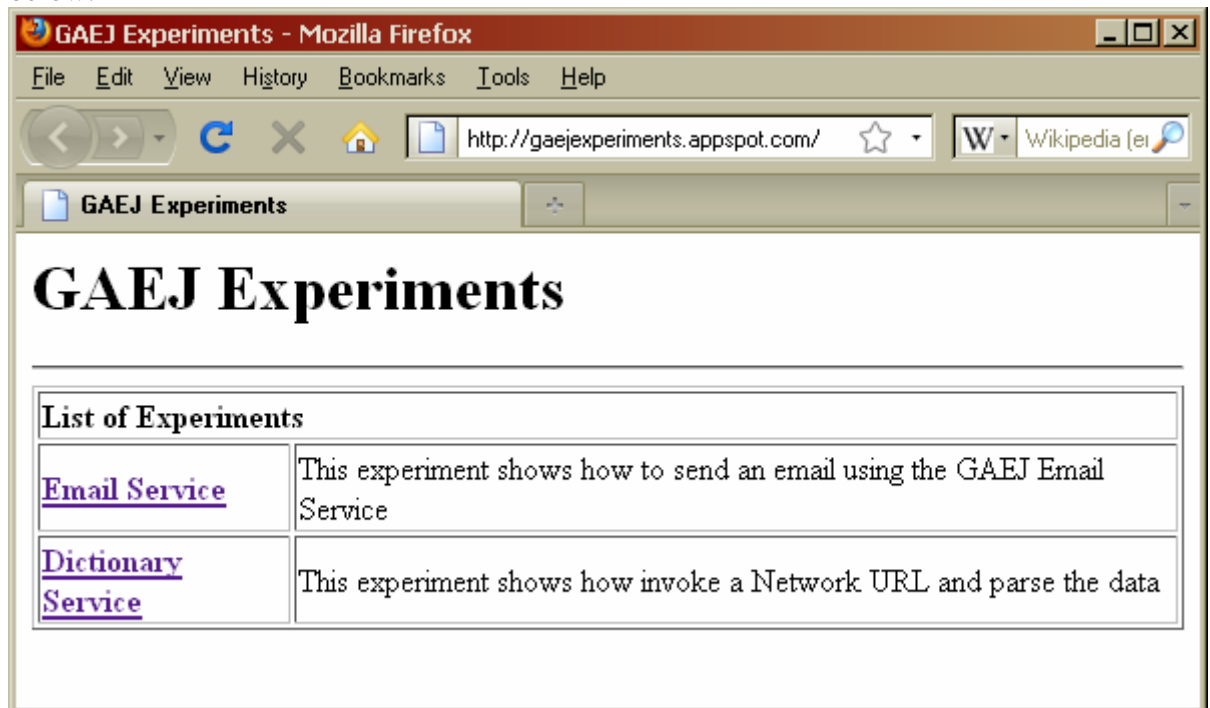 GAEJ Experiments - Mozilla Firefox
File Edit View History Bookmarks Tools Help
http://gaejexperiments.appspot.com/
W
Wikipedia (en
GAEJ Experiments
GAEJ Experiments
List of Experiments
Email Service
This experiment shows how to send an email using the GAEJ Email
Service
Dictionary
Service
This experiment shows how invoke a Network URL and parse the data